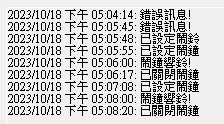 2023/10/18 下午 05:04:14: 錯誤訊息!
2023/10/18 下午 05:05:45: 錯誤訊息!
2023/10/18 下午 05:05:48: 已設定鬧鈴
2023/10/18 下午 05:05:55: 已設定鬧鐘
2023/10/18 下午 05:06:00: 鬧鐘響鈴!
2023/10/18 下午 05:06:17: 已關閉鬧鐘
2023/10/18 下午 05:07:08: 已設定鬧鐘
2023/10/18 下午 05:08:00: 鬧鐘響鈴!
2023/10/18 下午 05:08:20: 已關閉鬧鐘